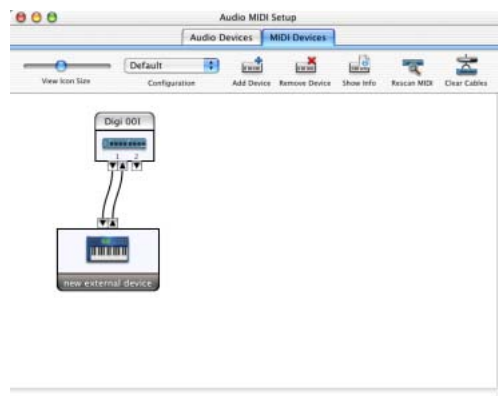 Audio MIDI Setup
Audio Devices MIDI Devices
Default
View Icon Size Configuration Add Device Remove Device Show Info Rescan MIDI Clear Cables
Digi 001
1 2
new external device